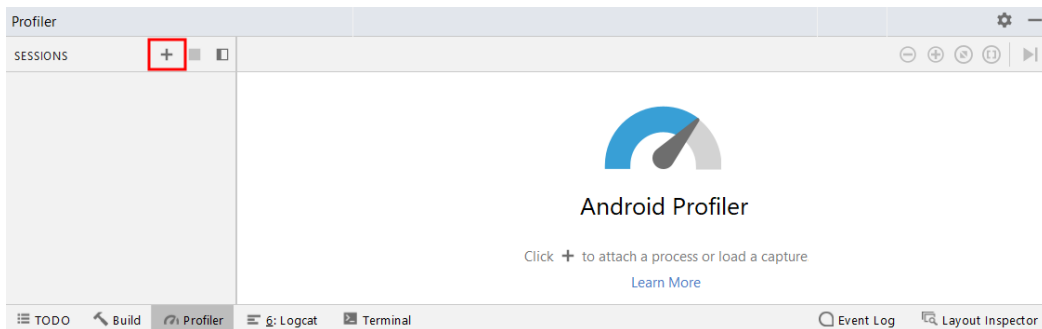 Profiler
SESSIONS
Android Profiler
Click + to attach a process or load a capture
Learn More
TODO Build Profiler 6: Logcat Terminal Event Log Layout Inspector